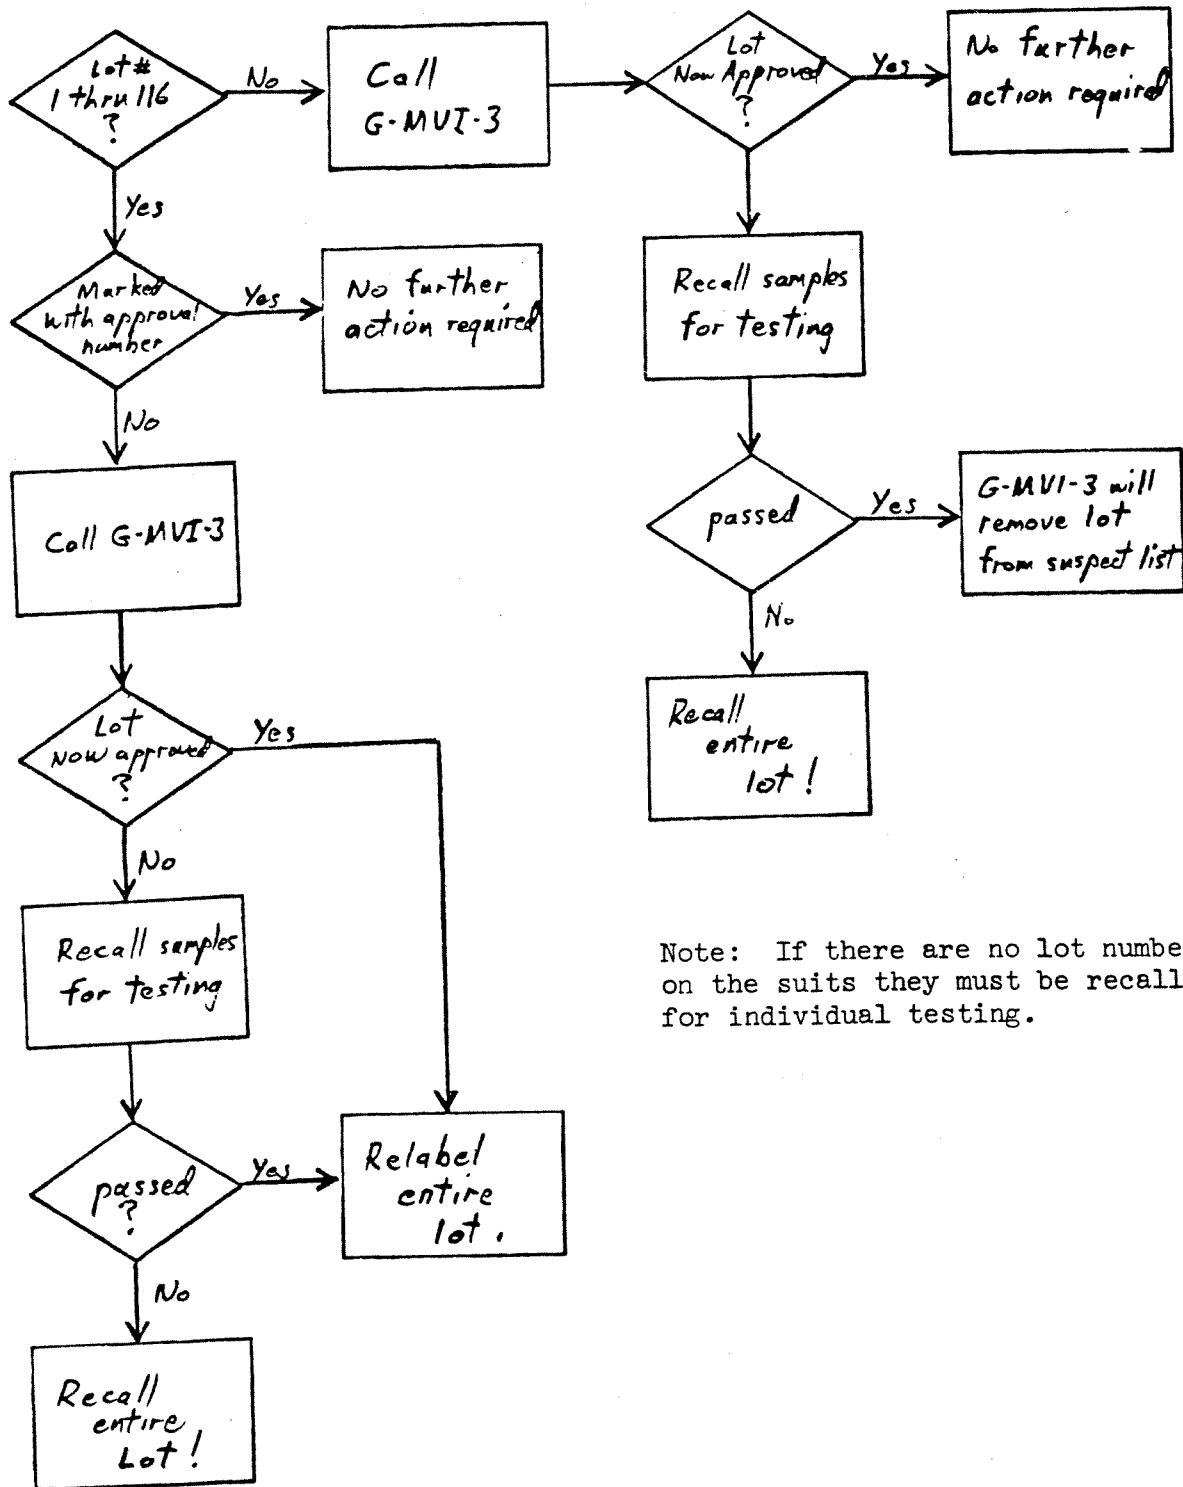 Lot #
1 thru 116
?
No
Call
G-MVI-3
Lot
Now Approved
?
Yes
No further
action required
Yes
Marked
with approval
number
Yes
No further
action required
No
Call G-MVI-3
Lot
Now approved
?
Yes
No
Recall samples
for testing
passed
?
Yes
Relabel
entire
lot.
No
Recall
entire
Lot!
Recall samples
for testing
passed
Yes
G-MVI-3 will
remove lot
from suspect list
No
Recall
entire
lot!
Note: If there are no lot numbe
on the suits they must be recall
for individual testing.